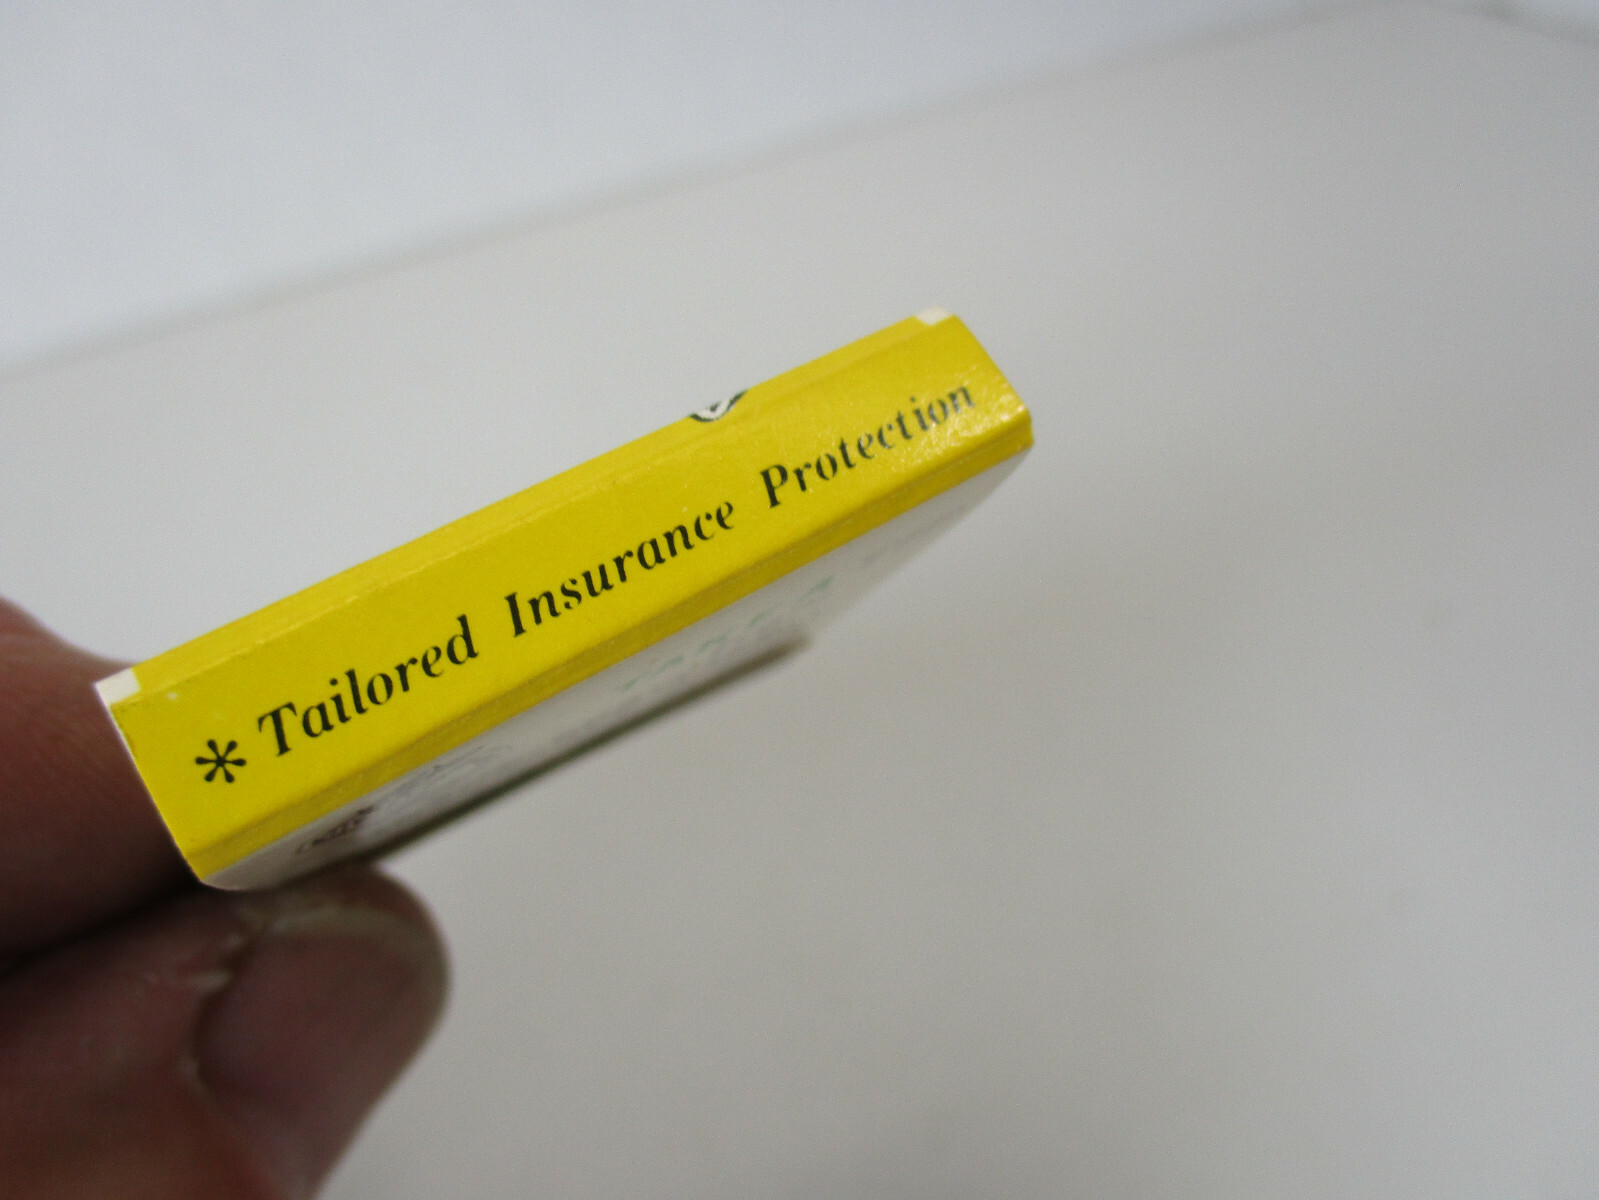 * Tailored Insurance Protection